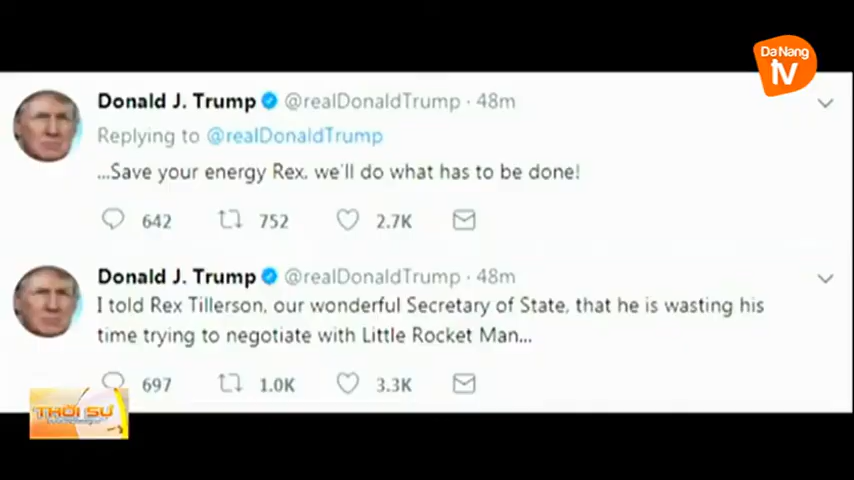 Da Nang
tv
Donald J. Trump @realDonaldTrump · 48m
Replying to @realDonaldTrump
...Save your energy Rex, we'll do what has to be done!
642 752 2.7K
Donald J. Trump @realDonaldTrump · 48m
I told Rex Tillerson, our wonderful Secretary of State, that he is wasting his
time trying to negotiate with Little Rocket Man...
697 1.0K 3.3K
THỜI SỰ